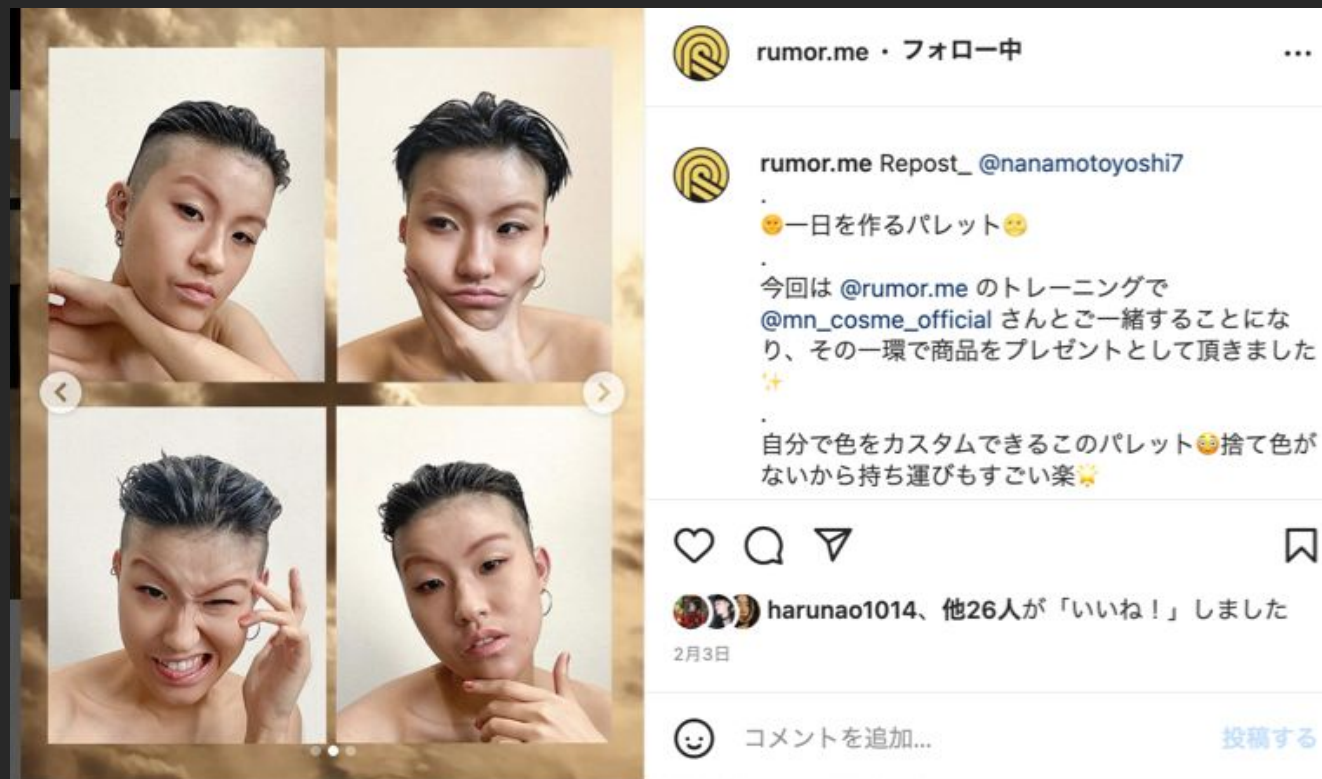 rumor.me • フォロー中
rumor.me Repost_ @nanamotoyoshi7
.
🌞一日を作るパレット🌝
.
今回は @rumor.me のトレーニングで
@mn_cosme_official さんとご一緒することにな
り、その一環で商品をプレゼントとして頂きました
✨
.
自分で色をカスタムできるこのパレット😳捨て色が
ないから持ち運びもすごい楽🌟
harunao1014、他26人が「いいね！」しました
2月3日
コメントを追加...
投稿する